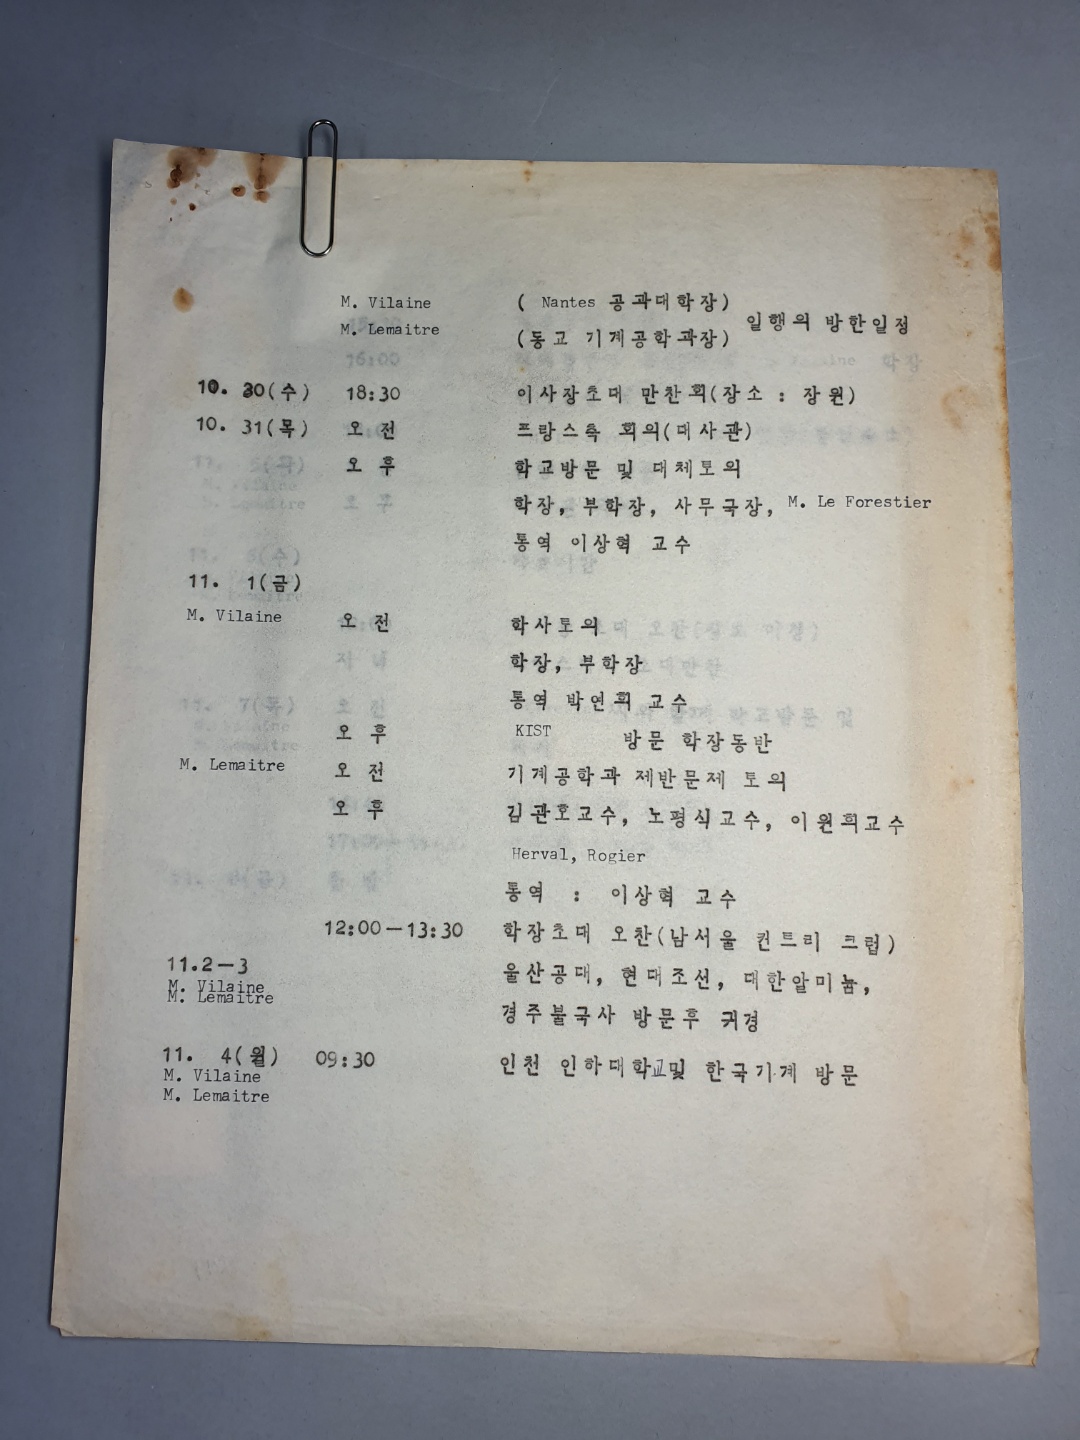 M. Vilaine ( Nantes 공과대학장)
M. Lemaitre (동교 기계공학과장) 일행의 방한일정
10. 30(수) 18:30 이사장초대 만찬회(장소 : 장원)
10. 31(목) 오 전 프랑스측 회의(대사관)
오 후 학교방문 및 대체토의
학장, 부학장, 사무국장, M. Le Forestier
통역 이상혁 교수
11. 1(금)
M. Vilaine 오 전 학사토의
학장, 부학장
통역 박연희 교수
오 후 KIST 방문 학장동반
M. Lemaitre 오 전 기계공학과 제반문제 토의
오 후 김관호교수, 노평식교수, 이원희교수
Herval, Rogier
통역 : 이상혁 교수
12:00-13:30 학장초대 오찬(남서울 컨트리 크럽)
11.2-3 울산공대, 현대조선, 대한알미늄,
M. Vilaine
M. Lemaitre
경주불국사 방문후 귀경
11. 4(월) 09:30 인천 인하대학교및 한국기계 방문
M. Vilaine
M. Lemaitre